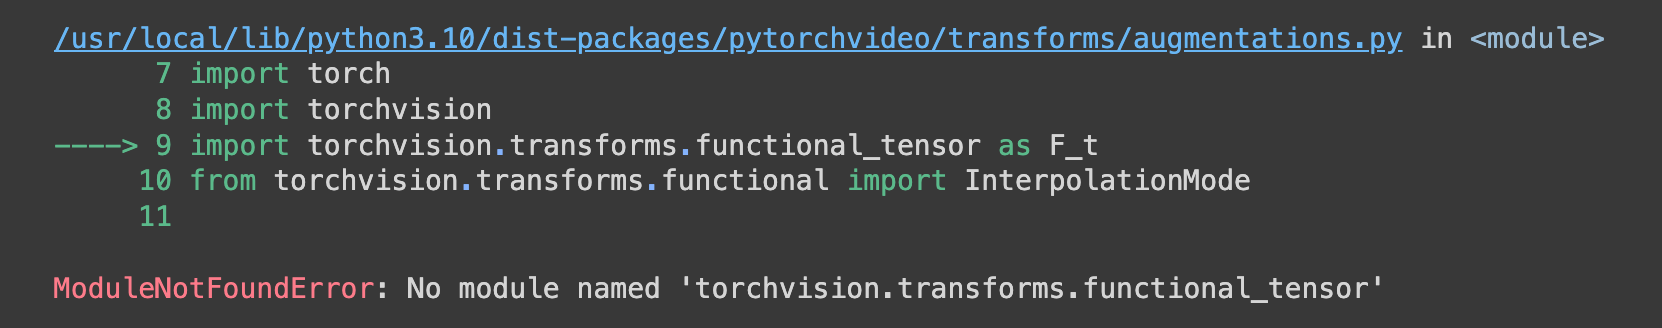 /usr/local/lib/python3.10/dist-packages/pytorchvideo/transforms/augmentations.py in <module>
      7 import torch
      8 import torchvision
----> 9 import torchvision.transforms.functional_tensor as F_t
     10 from torchvision.transforms.functional import InterpolationMode
     11

ModuleNotFoundError: No module named 'torchvision.transforms.functional_tensor'